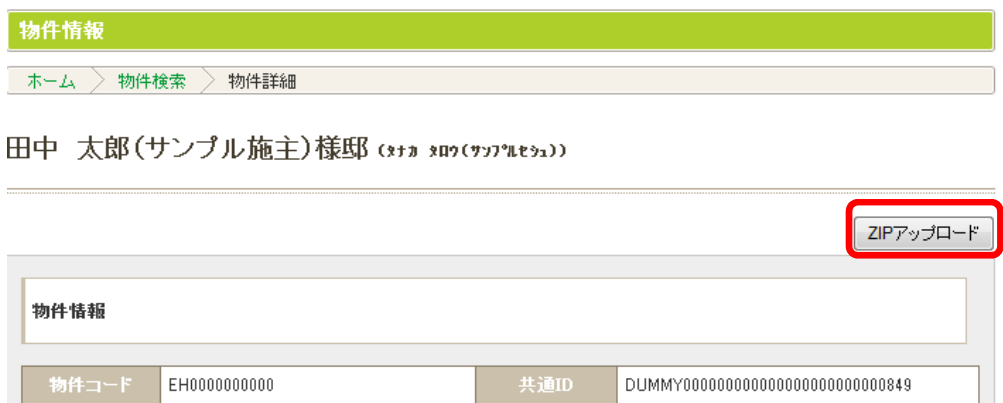 物件情報
ホーム 物件検索 物件詳細
田中 太郎(サンプル施主)様邸 (ﾀﾅｶ ﾀﾛｳ(ｻﾝﾌﾟﾙｾｼｭ))
ZIPアップロード
物件情報
物件コード EH0000000000 共通ID DUMMY000000000000000000000000849